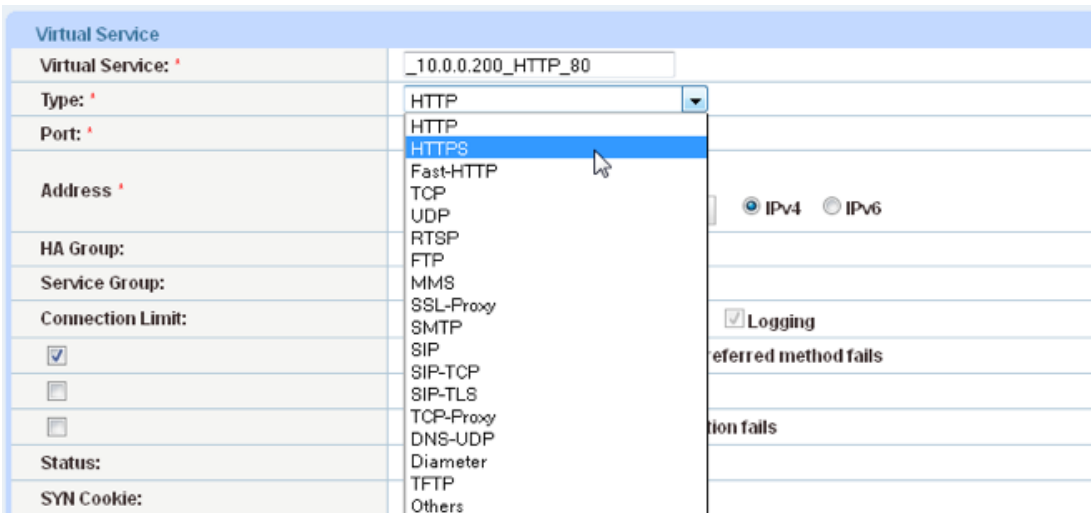 Virtual Service
Virtual Service: * _10.0.0.200_HTTP_80
Type: * HTTP
HTTP
Port: *
HTTPS
Fast-HTTP
TCP
Address * IPv4 IPv6
UDP
RTSP
HA Group:
FTP
Service Group:
MMS
SSL-Proxy
Connection Limit: Logging
SMTP
SIP
eferred method fails
SIP-TCP
SIP-TLS
TCP-Proxy
tion fails
DNS-UDP
Status:
Diameter
TFTP
SYN Cookie:
Others